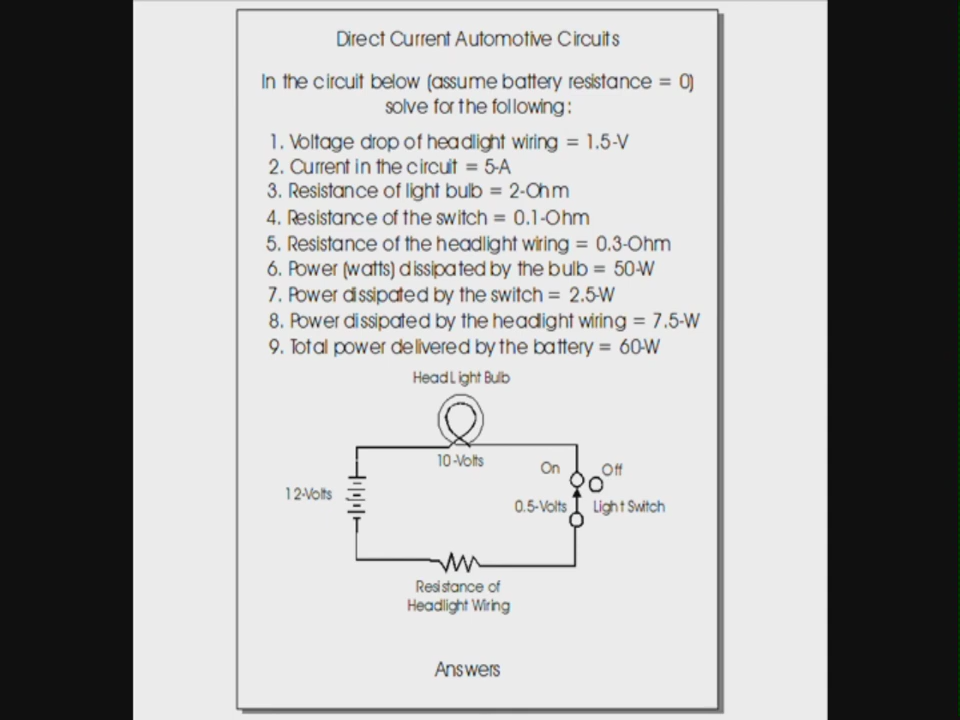 Direct Current Automotive Circuits
In the circuit below (assume battery resistance = 0)
solve for the following:
1. Voltage drop of headlight wiring = 1.5-V
2. Current in the circuit = 5-A
3. Resistance of light bulb = 2-Ohm
4. Resistance of the switch = 0.1-Ohm
5. Resistance of the headlight wiring = 0.3-Ohm
6. Power (watts) dissipated by the bulb = 50-W
7. Power dissipated by the switch = 2.5-W
8. Power dissipated by the headlight wiring = 7.5-W
9. Total power delivered by the battery = 60-W
Head Light Bulb
10-Volts
On
Off
12-Volts
0.5-Volts
Light Switch
Resistance of
Headlight Wiring
Answers